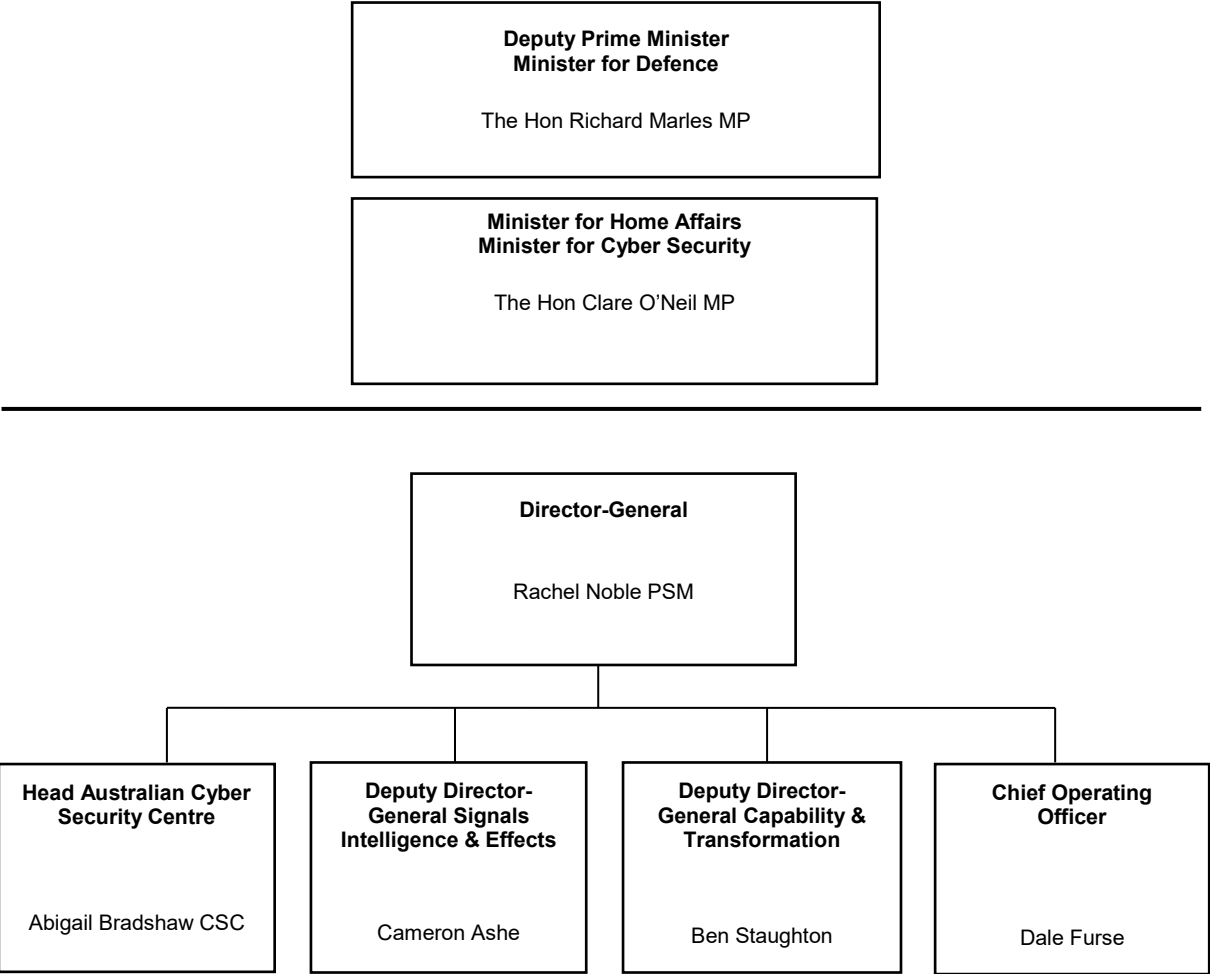 Deputy Prime Minister
Minister for Defence
The Hon Richard Marles MP
Minister for Home Affairs
Minister for Cyber Security
The Hon Clare O’Neil MP
Director-General
Rachel Noble PSM
Head Australian Cyber
Security Centre
Abigail Bradshaw CSC
Deputy Director-
General Signals
Intelligence & Effects
Cameron Ashe
Deputy Director-
General Capability &
Transformation
Ben Staughton
Chief Operating
Officer
Dale Furse